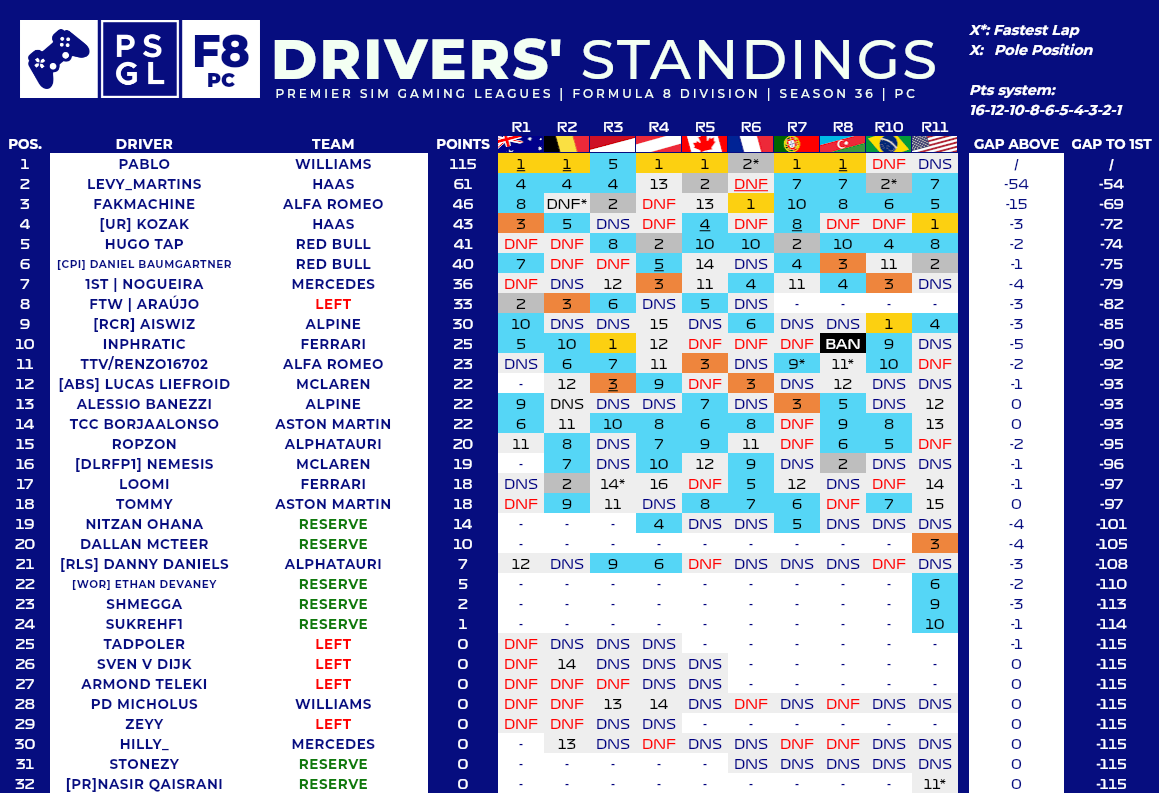 PS
GL
F8
PC
DRIVERS' STANDINGS
PREMIER SIM GAMING LEAGUES | FORMULA 8 DIVISION | SEASON 36 | PC
X*: Fastest Lap
X: Pole Position
Pts system:
16-12-10-8-6-5-4-3-2-1
R1 R2 R3 R4 R5 R6 R7 R8 R10 R11
POS. DRIVER TEAM POINTS GAP ABOVE GAP TO 1ST
1 PABLO WILLIAMS 115 1 1 5 1 1 2* 1 1 DNF DNS / /
2 LEVY_MARTINS HAAS 61 4 4 4 13 2 DNF 7 7 2* 7 -54 -54
3 FAKMACHINE ALFA ROMEO 46 8 DNF* 2 DNF 13 1 10 8 6 5 -15 -69
4 [UR] KOZAK HAAS 43 3 5 DNS DNF 4 DNF 8 DNF DNF 1 -3 -72
5 HUGO TAP RED BULL 41 DNF DNF 8 2 10 10 2 10 4 8 -2 -74
6 [CPI] DANIEL BAUMGARTNER RED BULL 40 7 DNF DNF 5 14 DNS 4 3 11 2 -1 -75
7 1ST | NOGUEIRA MERCEDES 36 DNF DNS 12 3 11 4 11 4 3 DNS -4 -79
8 FTW | ARAÚJO LEFT 33 2 3 6 DNS 5 DNS - - - - -3 -82
9 [RCR] AISWIZ ALPINE 30 10 DNS DNS 15 DNS 6 DNS DNS 1 4 -3 -85
10 INPHRATIC FERRARI 25 5 10 1 12 DNF DNF DNF BAN 9 DNS -5 -90
11 TTV/RENZO16702 ALFA ROMEO 23 DNS 6 7 11 3 DNS 9* 11* 10 DNF -2 -92
12 [ABS] LUCAS LIEFROID MCLAREN 22 - 12 3 9 DNF 3 DNS 12 DNS DNS -1 -93
13 ALESSIO BANEZZI ALPINE 22 9 DNS DNS DNS 7 DNS 3 5 DNS 12 0 -93
14 TCC BORJAALONSO ASTON MARTIN 22 6 11 10 8 6 8 DNF 9 8 13 0 -93
15 ROPZON ALPHATAURI 20 11 8 DNS 7 9 11 DNF 6 5 DNF -2 -95
16 [DLRFP1] NEMESIS MCLAREN 19 - 7 DNS 10 12 9 DNS 2 DNS DNS -1 -96
17 LOOMI FERRARI 18 DNS 2 14* 16 DNF 5 12 DNS DNF 14 -1 -97
18 TOMMY ASTON MARTIN 18 DNF 9 11 DNS 8 7 6 DNF 7 15 0 -97
19 NITZAN OHANA RESERVE 14 - - - 4 DNS DNS 5 DNS DNS DNS -4 -101
20 DALLAN MCTEER RESERVE 10 - - - - - - - - - 3 -4 -105
21 [RLS] DANNY DANIELS ALPHATAURI 7 12 DNS 9 6 DNF DNS DNS DNS DNF DNS -3 -108
22 [WOR] ETHAN DEVANEY RESERVE 5 - - - - - - - - - 6 -2 -110
23 SHMEGGA RESERVE 2 - - - - - - - - - 9 -3 -113
24 SUKREHF1 RESERVE 1 - - - - - - - - - 10 -1 -114
25 TADPOLER LEFT 0 DNF DNS DNS DNS - - - - - - -1 -115
26 SVEN V DIJK LEFT 0 DNF 14 DNS DNS DNS - - - - - 0 -115
27 ARMOND TELEKI LEFT 0 DNF DNF DNF DNS DNS - - - - - 0 -115
28 PD MICHOLUS WILLIAMS 0 DNF DNF 13 14 DNS DNF DNS DNF DNS DNS 0 -115
29 ZEYY LEFT 0 DNF DNF DNS DNS - - - - - - 0 -115
30 HILLY_ MERCEDES 0 - 13 DNS DNF DNS DNS DNF DNF DNS DNS 0 -115
31 STONEZY RESERVE 0 - - - - - DNS DNS DNS DNS DNS 0 -115
32 [PR]NASIR QAISRANI RESERVE 0 - - - - - - - - - 11* 0 -115